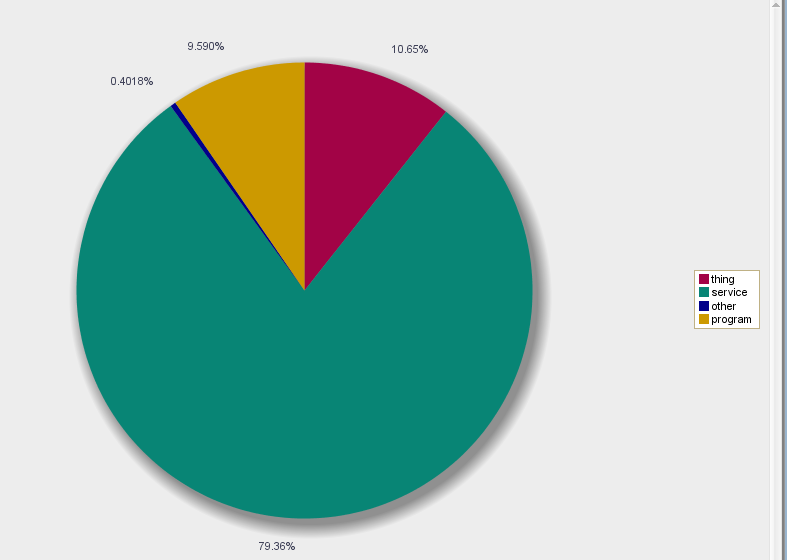 9.590%
10.65%
0.4018%
thing
service
other
program
79.36%